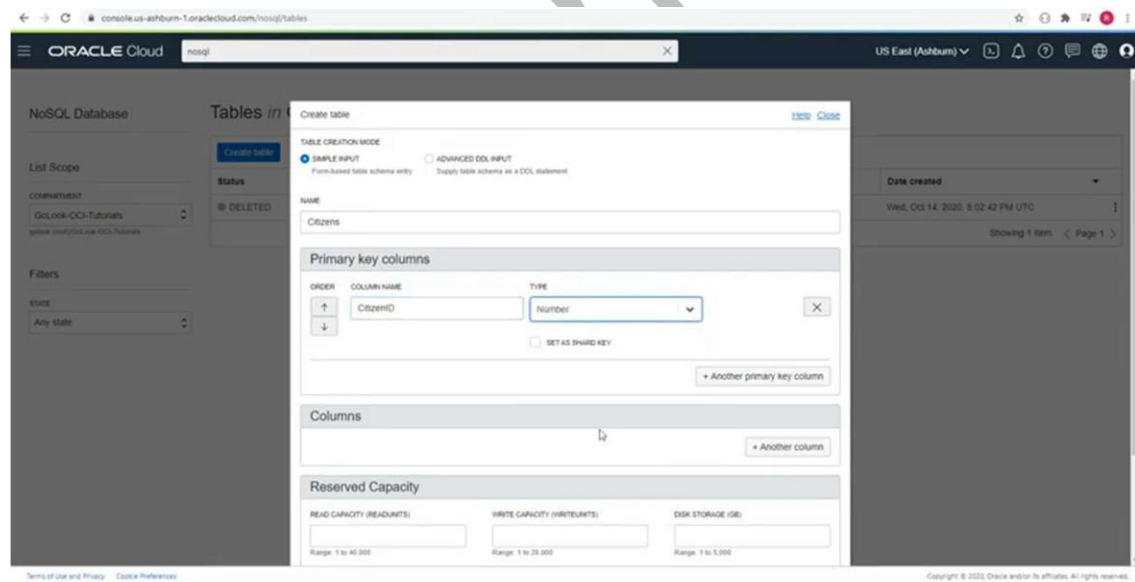 console.us-ashburn-1.oraclecloud.com/nosql/tables
ORACLE Cloud
nosql
US East (Ashburn)
NoSQL Database
List Scope
COMPARTMENT
GoLook-OCI-Tutorials
Filters
STATE
Any state
Tables in
Create table
Status
Date created
DELETED
Wed, Oct 14, 2020, 5:02:42 PM UTC
Showing 1 Item < Page 1 >
Create table
Help Close
TABLE CREATION MODE
SIMPLE INPUT
Form-based table schema entry
ADVANCED DDL INPUT
Supply table schema as a DDL statement
NAME
Citizens
Primary key columns
ORDER COLUMN NAME TYPE
CitizenID Number
SET AS SHARD KEY
+ Another primary key column
Columns
+ Another column
Reserved Capacity
READ CAPACITY (READUNITS) WRITE CAPACITY (WRITEUNITS) DISK STORAGE (GB)
Range: 1 to 40,000 Range: 1 to 20,000 Range: 1 to 5,000
Terms of Use and Privacy Cookie Preferences
Copyright © 2020, Oracle and/or its affiliates. All rights reserved.